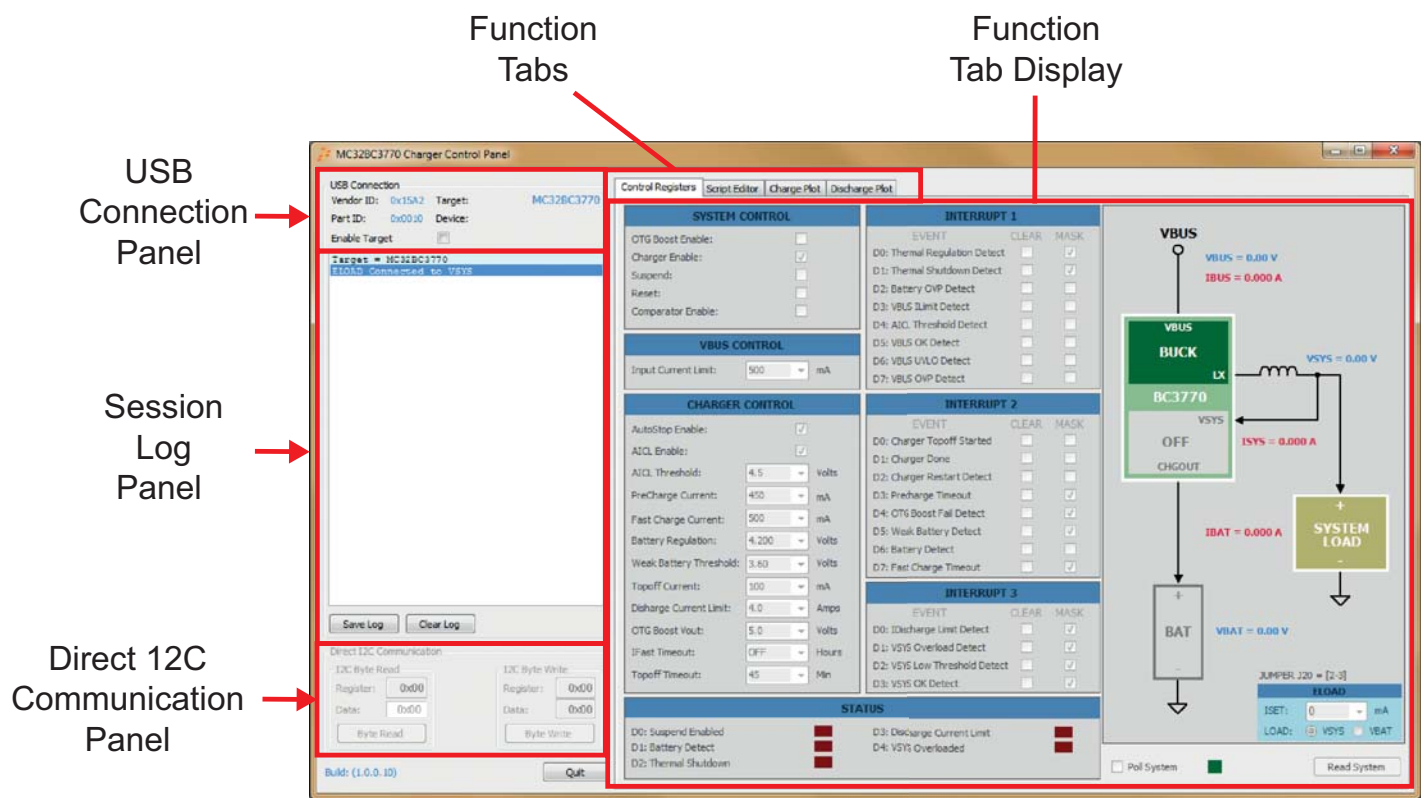 Function
Tabs
Function
Tab Display
USB
Connection
Panel
Session
Log
Panel
Direct 12C
Communication
Panel
MC32BC3770 Charger Control Panel
USB Connection
Vendor ID: 0x15A2 Target: MC32BC3770
Part ID: 0x0010 Device:
Enable Target
Target = MC32BC3770
ELOAD Connected to VSYS
Save Log Clear Log
Direct I2C Communication
I2C Byte Read
Register: 0x00
Data: 0x00
Byte Read
I2C Byte Write
Register: 0x00
Data: 0x00
Byte Write
Build: (1.0.0.10)
Quit
Control Registers Script Editor Charge Plot Discharge Plot
SYSTEM CONTROL
OTG Boost Enable:
Charger Enable:
Suspend:
Reset:
Comparator Enable:
VBUS CONTROL
Input Current Limit: 500 mA
CHARGER CONTROL
AutoStop Enable:
AICL Enable:
AICL Threshold: 4.5 Volts
PreCharge Current: 450 mA
Fast Charge Current: 500 mA
Battery Regulation: 4.200 Volts
Weak Battery Threshold: 3.60 Volts
Topoff Current: 100 mA
Disharge Current Limit: 4.0 Amps
OTG Boost Vout: 5.0 Volts
IFast Timeout: OFF Hours
Topoff Timeout: 45 Min
INTERRUPT 1
EVENT CLEAR MASK
D0: Thermal Regulation Detect
D1: Thermal Shutdown Detect
D2: Battery OVP Detect
D3: VBUS ILimit Detect
D4: AICL Threshold Detect
D5: VBUS OK Detect
D6: VBUS UVLO Detect
D7: VBUS OVP Detect
INTERRUPT 2
EVENT CLEAR MASK
D0: Charger Topoff Started
D1: Charger Done
D2: Charger Restart Detect
D3: Precharge Timeout
D4: OTG Boost Fail Detect
D5: Weak Battery Detect
D6: Battery Detect
D7: Fast Charge Timeout
INTERRUPT 3
EVENT CLEAR MASK
D0: IDischarge Limit Detect
D1: VSYS Overload Detect
D2: VSYS Low Threshold Detect
D3: VSYS OK Detect
STATUS
D0: Suspend Enabled
D1: Battery Detect
D2: Thermal Shutdown
D3: Discharge Current Limit
D4: VSYS Overloaded
VBUS
VBUS = 0.00 V
IBUS = 0.000 A
VBUS
BUCK
LX
BC3770
VSYS
OFF
CHGOUT
VSYS = 0.00 V
ISYS = 0.000 A
+
SYSTEM
LOAD
-
IBAT = 0.000 A
+
BAT
-
VBAT = 0.00 V
JUMPER J20 = [2-3]
ELOAD
ISET: 0 mA
LOAD: VSYS VBAT
Pol System
Read System